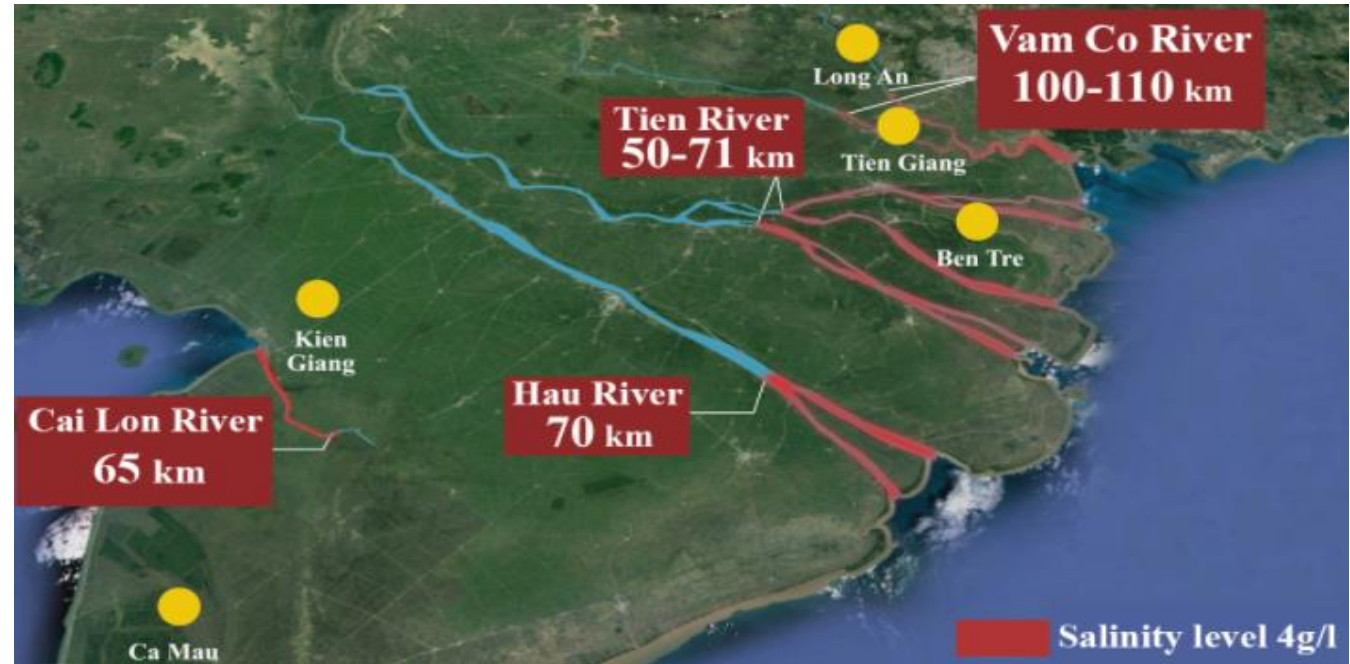 Vam Co River
100-110 km
Long An
Tien River
50-71 km
Tien Giang
Ben Tre
Kien
Giang
Cai Lon River
65 km
Hau River
70 km
Ca Mau
Salinity level 4g/l